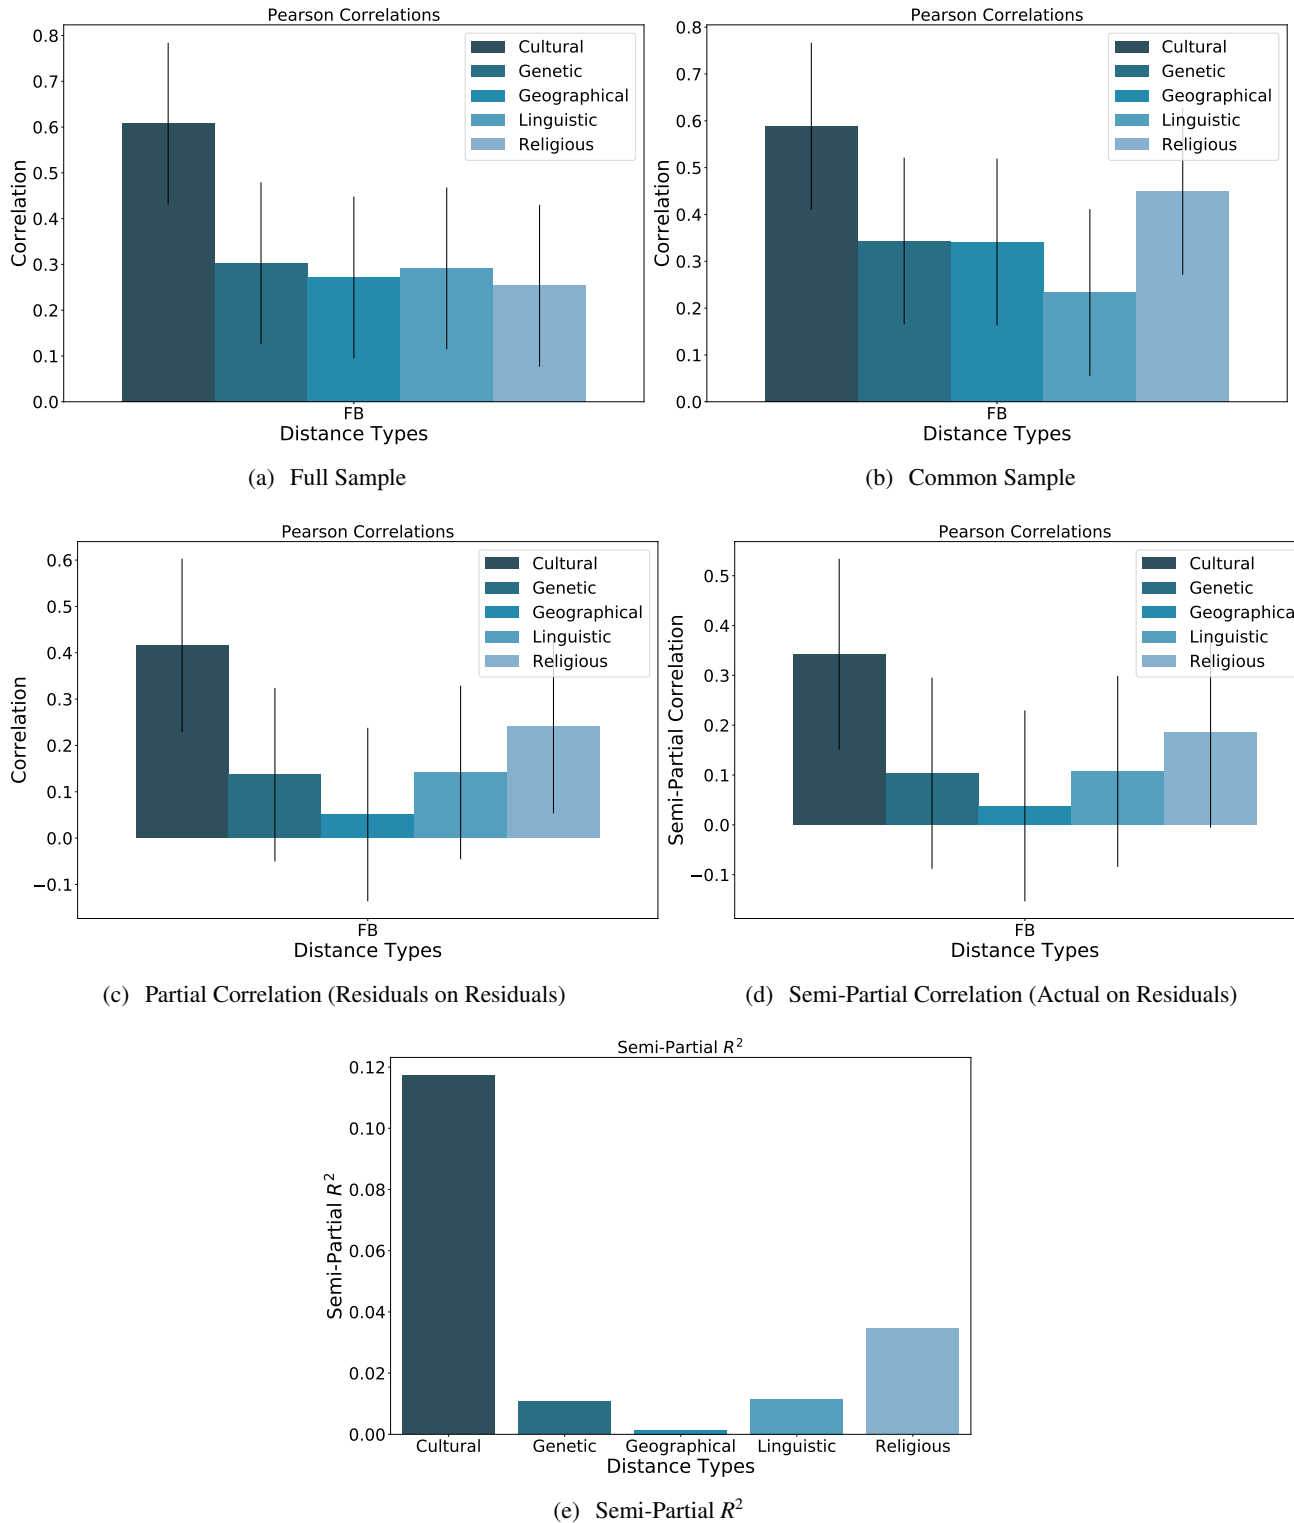 Pearson Correlations
Correlation
0.8
0.7
0.6
0.5
0.4
0.3
0.2
0.1
0.0
Cultural
Genetic
Geographical
Linguistic
Religious
FB
Distance Types
(a) Full Sample
Pearson Correlations
Correlation
0.8
0.7
0.6
0.5
0.4
0.3
0.2
0.1
0.0
Cultural
Genetic
Geographical
Linguistic
Religious
FB
Distance Types
(b) Common Sample
Pearson Correlations
Correlation
0.6
0.5
0.4
0.3
0.2
0.1
0.0
−0.1
Cultural
Genetic
Geographical
Linguistic
Religious
FB
Distance Types
(c) Partial Correlation (Residuals on Residuals)
Pearson Correlations
Semi-Partial Correlation
0.5
0.4
0.3
0.2
0.1
0.0
−0.1
Cultural
Genetic
Geographica
Linguistic
Religious
FB
Distance Types
(d) Semi-Partial Correlation (Actual on Residuals)
Semi-Partial R²
Semi-Partial R²
0.12
0.10
0.08
0.06
0.04
0.02
0.00
Cultural Genetic Geographical Linguistic Religious
Distance Types
(e) Semi-Partial R²